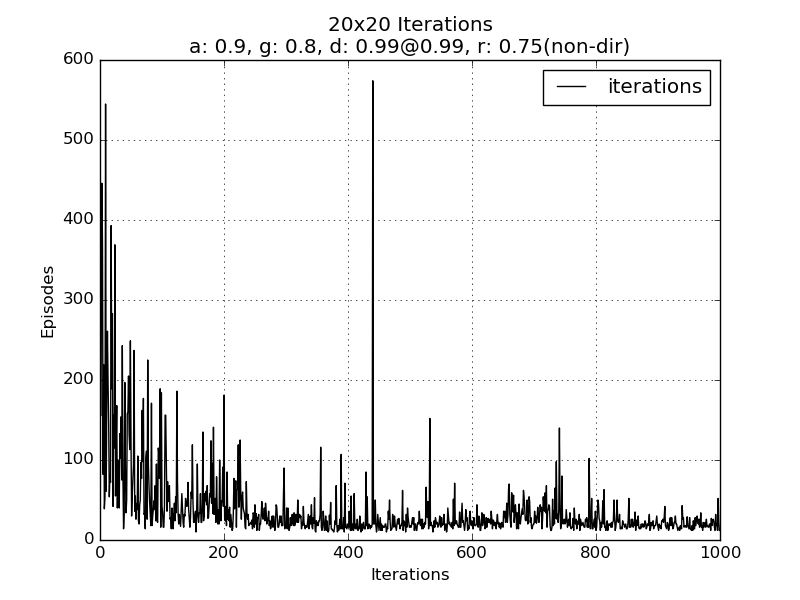 20x20 Iterations
a: 0.9, g: 0.8, d: 0.99@0.99, r: 0.75(non-dir)
iterations
600
500
400
300
200
100
0
Episodes
0 200 400 600 800 1000
Iterations